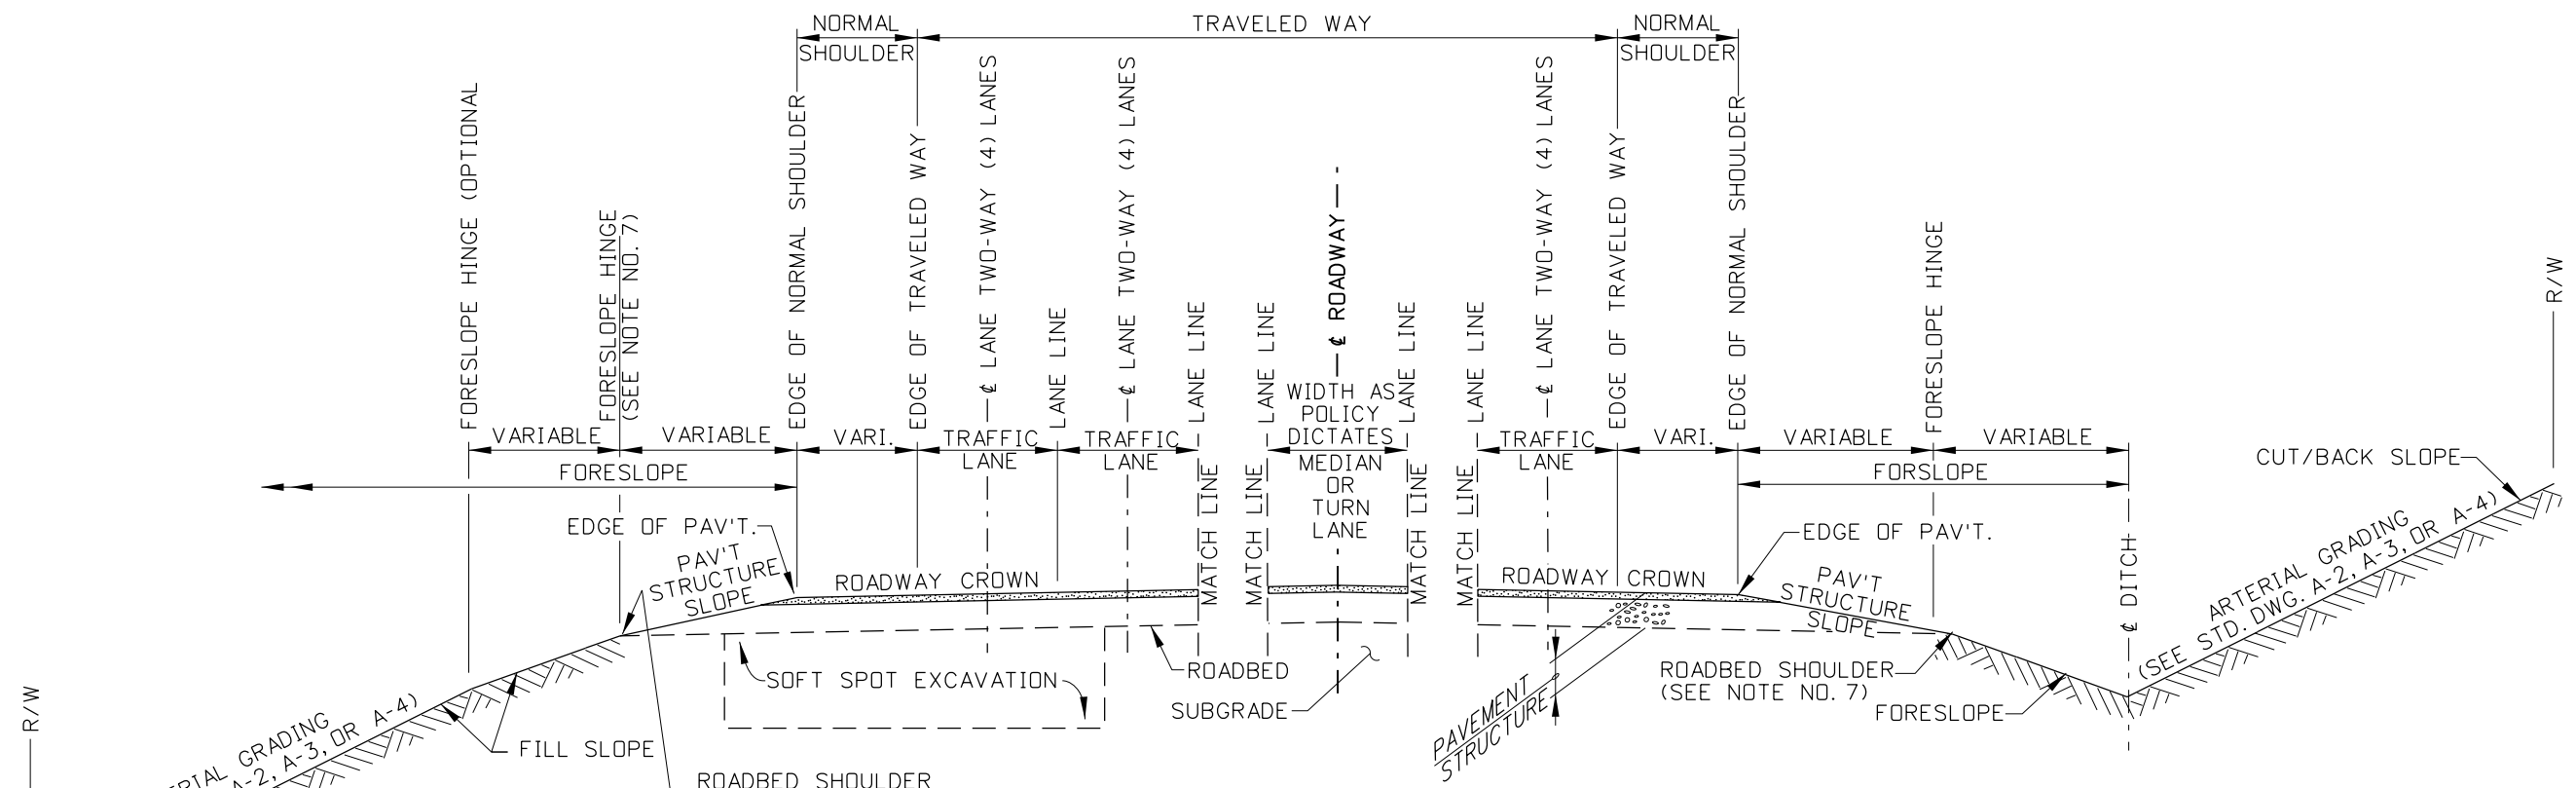 NORMAL
SHOULDER
TRAVELED WAY
NORMAL
SHOULDER
FORESLOPE HINGE (OPTIONAL
FORESLOPE HINGE
(SEE NOTE NO. 7)
EDGE OF NORMAL SHOULDER
EDGE OF TRAVELED WAY
℄ LANE TWO-WAY (4) LANES
LANE LINE
℄ LANE TWO-WAY (4) LANES
LANE LINE
LANE LINE
℄ ROADWAY
LANE LINE
LANE LINE
℄ LANE TWO-WAY (4) LANES
EDGE OF TRAVELED WAY
EDGE OF NORMAL SHOULDER
FORESLOPE HINGE
R/W
VARIABLE
VARIABLE
VARI.
TRAFFIC
LANE
TRAFFIC
LANE
WIDTH AS
POLICY
DICTATES
MEDIAN
OR
TURN
LANE
TRAFFIC
LANE
VARI.
VARIABLE
VARIABLE
FORESLOPE
FORSLOPE
CUT/BACK SLOPE
MATCH LINE
MATCH LINE
MATCH LINE
MATCH LINE
EDGE OF PAV'T.
EDGE OF PAV'T.
PAV'T
STRUCTURE
SLOPE
ROADWAY CROWN
ROADWAY CROWN
PAV'T
STRUCTURE
SLOPE
℄ DITCH
ARTERIAL GRADING
(SEE STD. DWG. A-2, A-3, OR A-4)
SOFT SPOT EXCAVATION
ROADBED
SUBGRADE
PAVEMENT
STRUCTURE
ROADBED SHOULDER
(SEE NOTE NO. 7)
FORESLOPE
R/W
RIAL GRADING
A-2, A-3, OR A-4)
FILL SLOPE
ROADBED SHOULDER